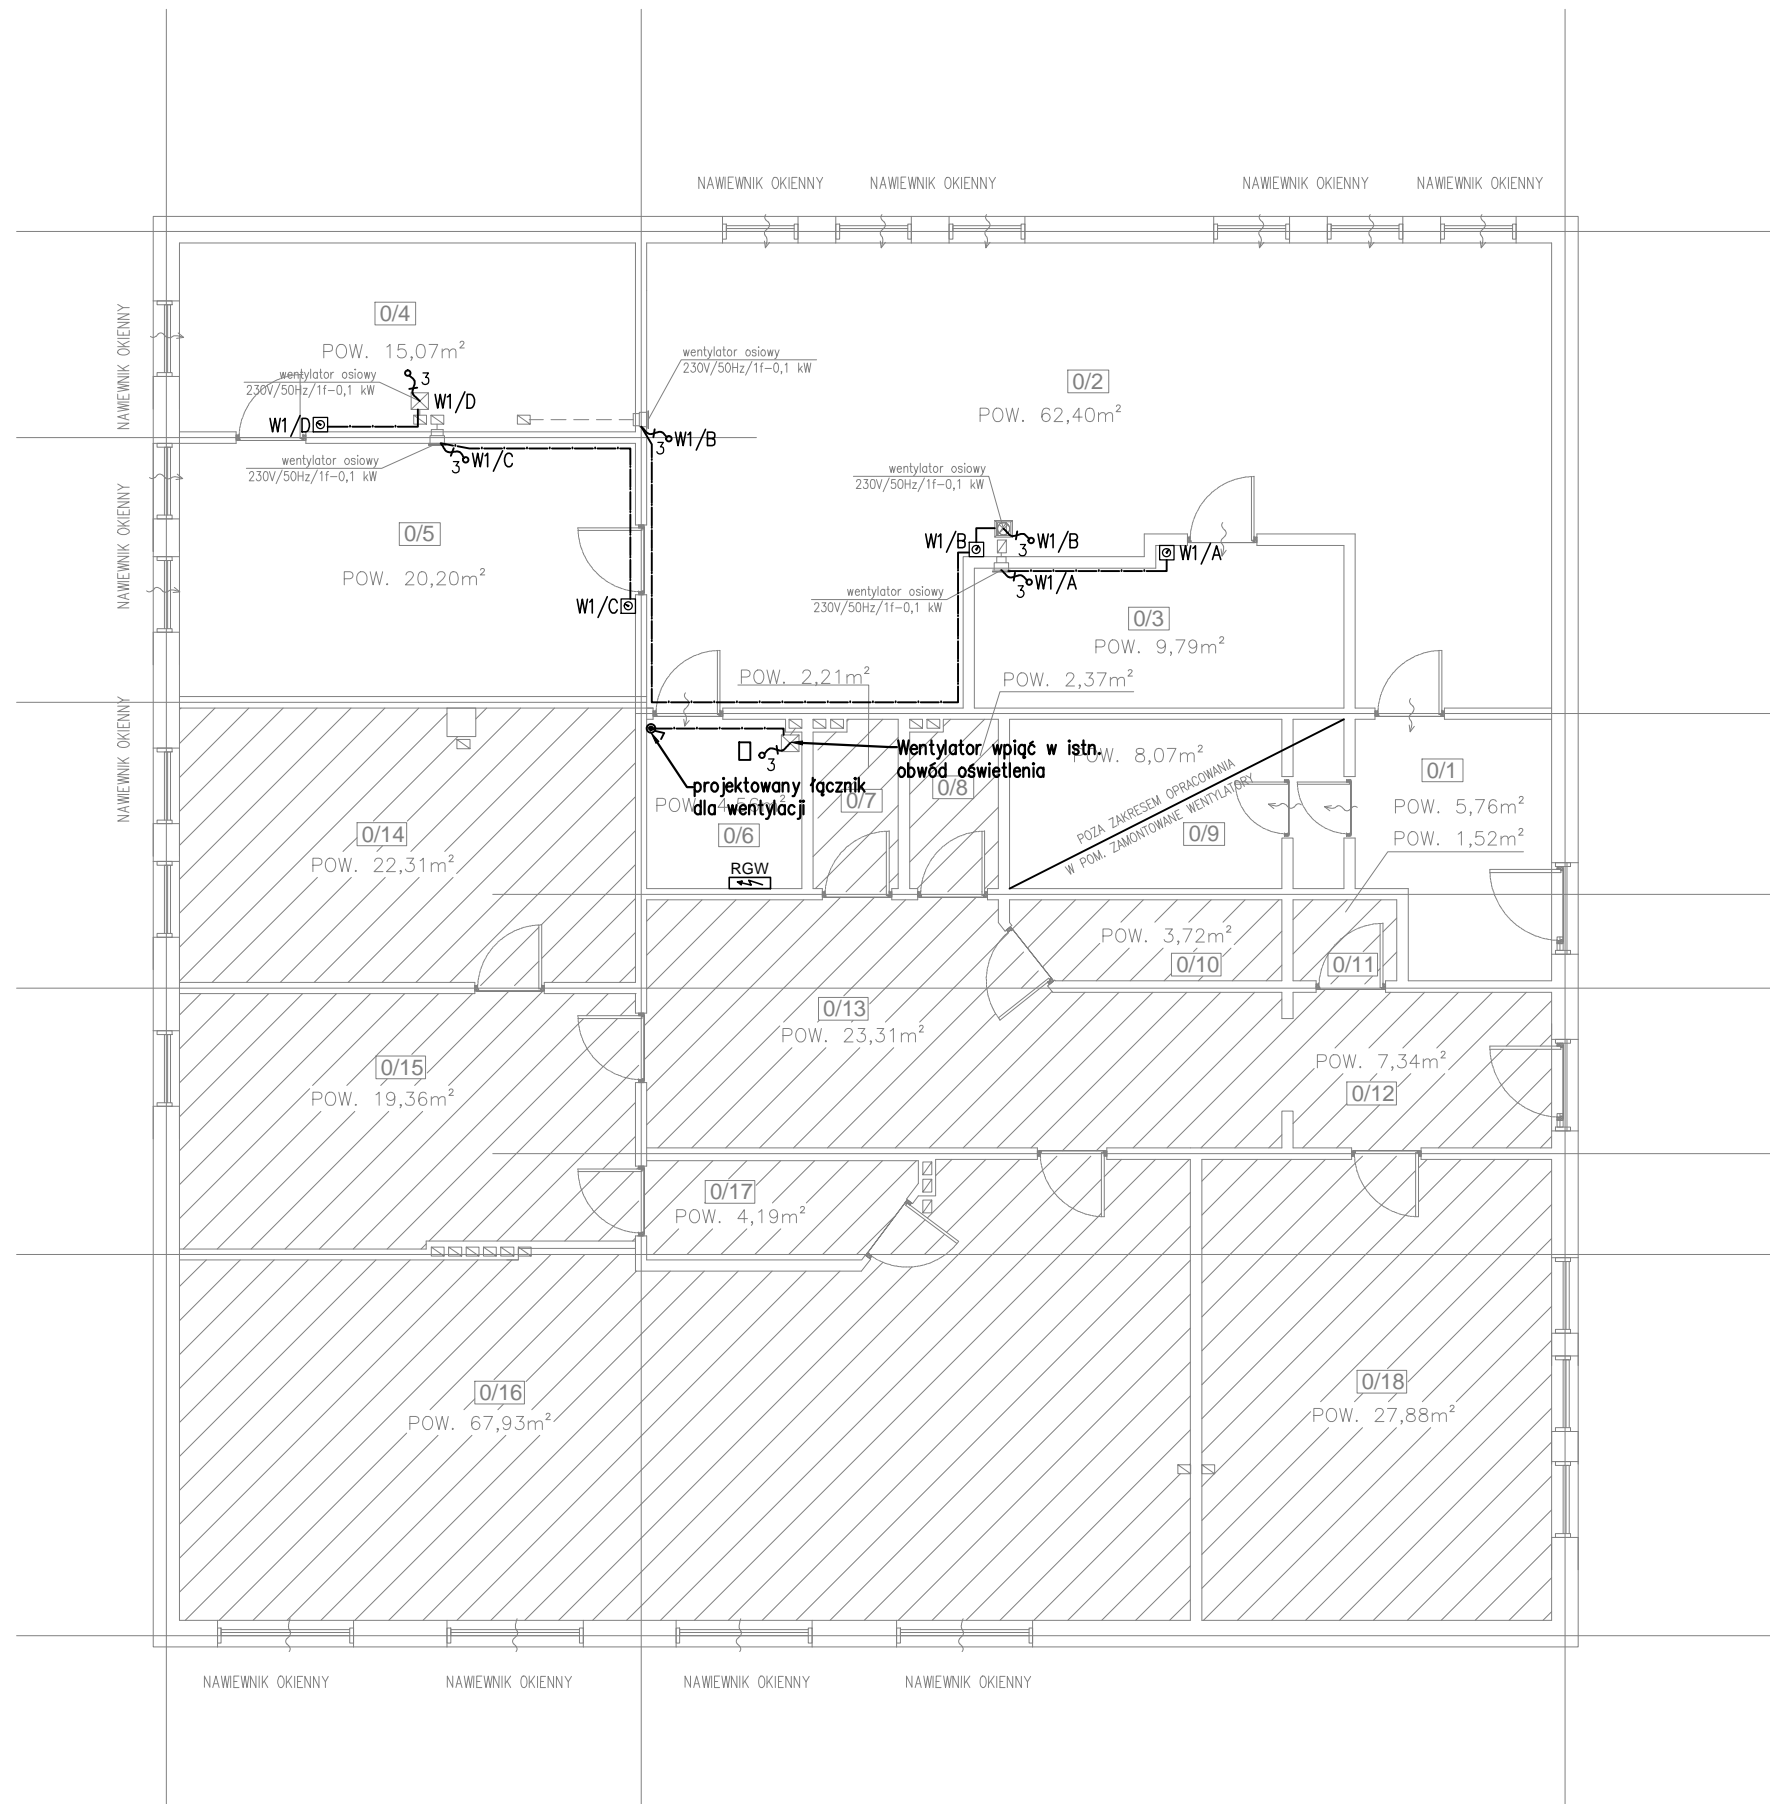 NAWIEWNIK OKIENNY
NAWIEWNIK OKIENNY
NAWIEWNIK OKIENNY
NAWIEWNIK OKIENNY
NAWIEWNIK OKIENNY
0/4
POW. 15,07m²
wentylator osiowy
230V/50Hz/1f-0,1 kW
3
W1/D
W1/D
wentylator osiowy
230V/50Hz/1f-0,1 kW
3
W1/B
0/2
POW. 62,40m²
wentylator osiowy
230V/50Hz/1f-0,1 kW
3
W1/C
NAWIEWNIK OKIENNY
0/5
POW. 20,20m²
W1/C
wentylator osiowy
230V/50Hz/1f-0,1 kW
W1/B
3
W1/B
W1/A
3
W1/A
wentylator osiowy
230V/50Hz/1f-0,1 kW
0/3
POW. 9,79m²
POW. 2,21m²
POW. 2,37m²
NAWIEWNIK OKIENNY
3
Wentylator wpiąć w istn.
obwód oświetlenia
projektowany łącznik
dla wentylacji
0/6
RGW
0/7
0/8
POW. 8,07m²
POZA ZAKRESEM OPRACOWANIA
W POM. ZAMONTOWANE WENTYLATORY
0/9
0/1
POW. 5,76m²
POW. 1,52m²
0/14
POW. 22,31m²
POW. 3,72m²
0/10
0/11
0/13
POW. 23,31m²
0/15
POW. 19,36m²
POW. 7,34m²
0/12
0/17
POW. 4,19m²
0/16
POW. 67,93m²
0/18
POW. 27,88m²
NAWIEWNIK OKIENNY
NAWIEWNIK OKIENNY
NAWIEWNIK OKIENNY
NAWIEWNIK OKIENNY